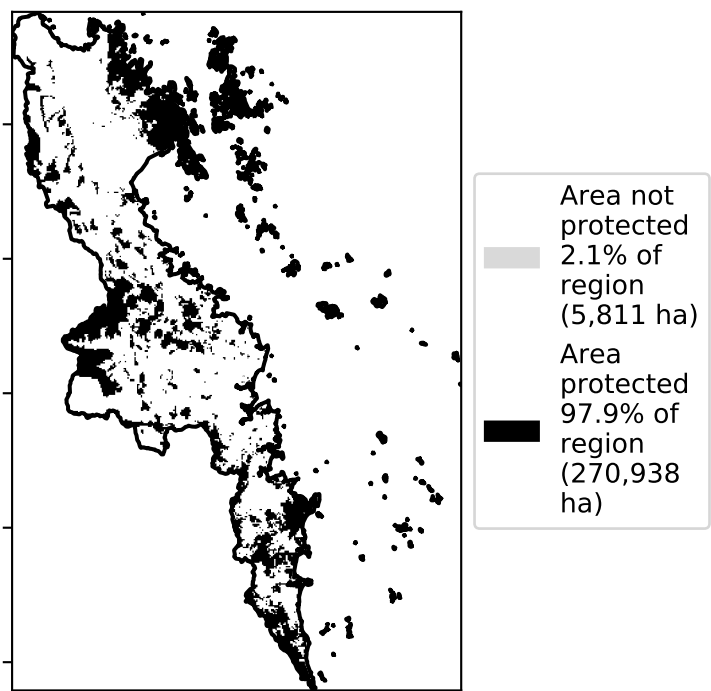 Area not
protected
2.1% of
region
(5,811 ha)
Area
protected
97.9% of
region
(270,938
ha)